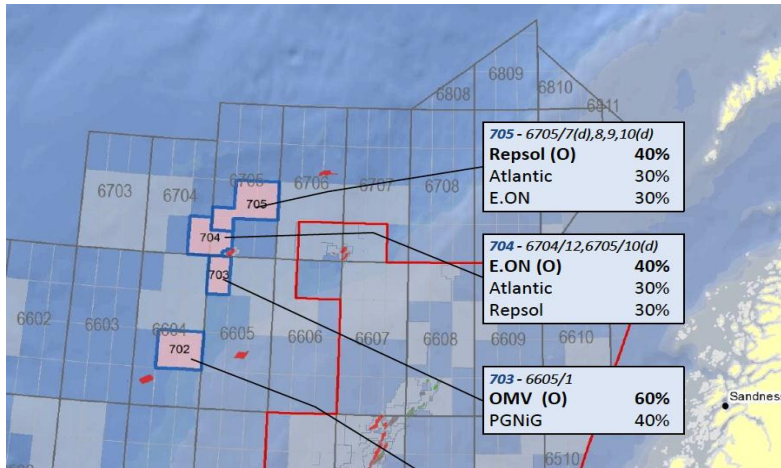 6809
6808
6810
6811
705 - 6705/7(d),8,9,10(d)
Repsol (O) 40%
Atlantic 30%
E.ON 30%
6703
6704
6705
6706
6707
6708
705
704
703
704 - 6704/12,6705/10(d)
E.ON (O) 40%
Atlantic 30%
Repsol 30%
6602
6603
6604
6605
6606
6607
6608
6609
6610
702
703 - 6605/1
OMV (O) 60%
PGNiG 40%
Sandness
6510